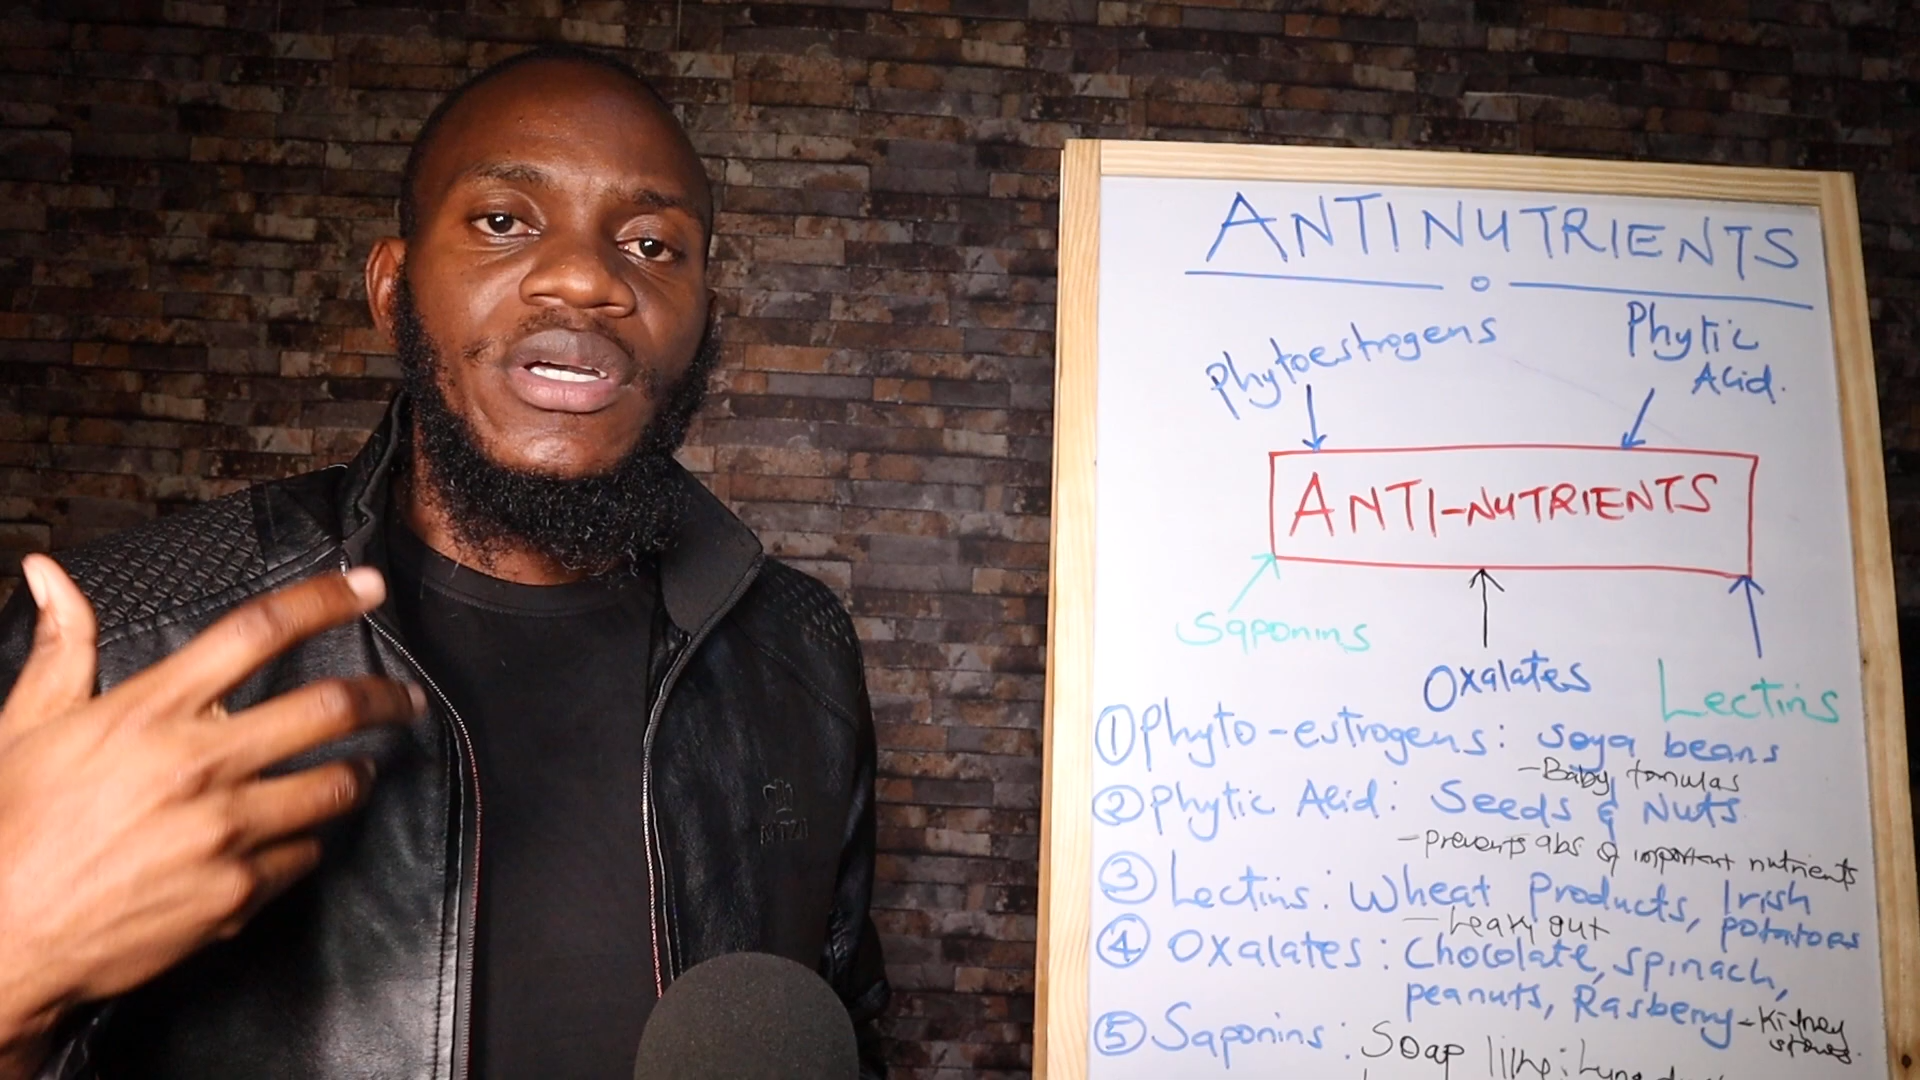 ANTINUTRIENTS
Phytoestrogens
Phytic
Acid.
ANTI-NUTRIENTS
Saponins
Oxalates
Lectins
① Phyto-estrogens: Soya beans
- Baby fomulas
② Phytic Acid: Seeds & Nuts.
- prevents abs of important nutrients
③ Lectins: Wheat Products, Irish
potatoes
- Leaky gut
④ Oxalates: Chocolate, spinach,
peanuts, Rasberry - Kidney
stones.
⑤ Saponins: Soap like: